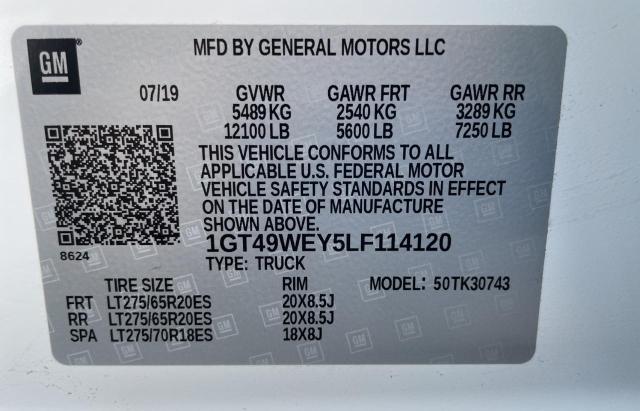 GM
MFD BY GENERAL MOTORS LLC
07/19 GVWR GAWR FRT GAWR RR
5489 KG 2540 KG 3289 KG
12100 LB 5600 LB 7250 LB
THIS VEHICLE CONFORMS TO ALL
APPLICABLE U.S. FEDERAL MOTOR
VEHICLE SAFETY STANDARDS IN EFFECT
ON THE DATE OF MANUFACTURE
SHOWN ABOVE.
8624
1GT49WEY5LF114120
TYPE: TRUCK
TIRE SIZE RIM MODEL: 50TK30743
FRT LT275/65R20ES 20X8.5J
RR LT275/65R20ES 20X8.5J
SPA LT275/70R18ES 18X8J